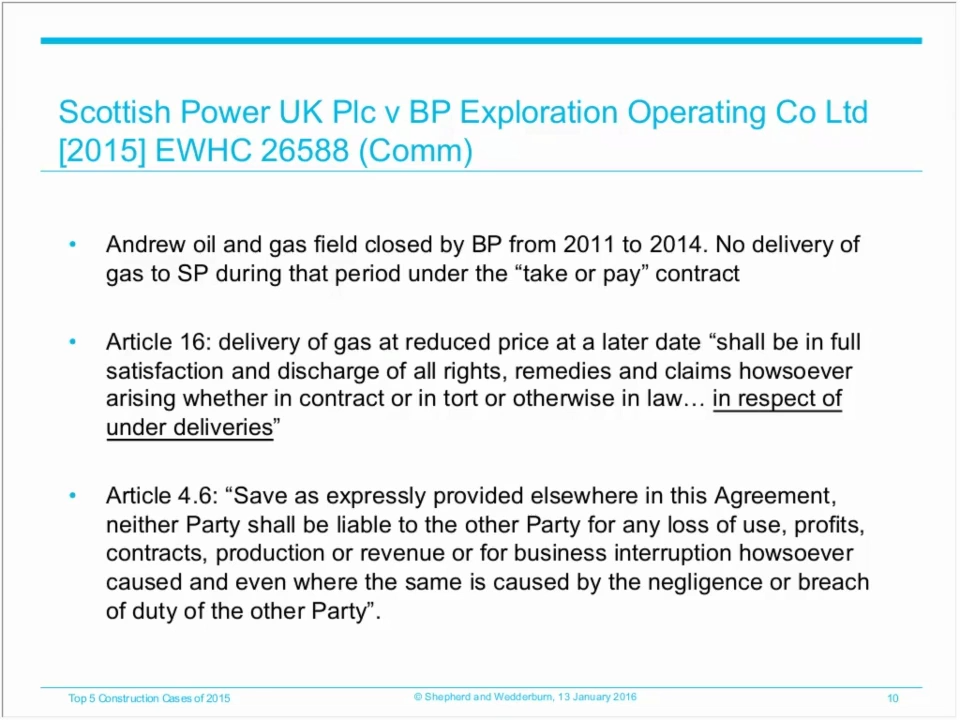 Scottish Power UK Plc v BP Exploration Operating Co Ltd
[2015] EWHC 26588 (Comm)
• Andrew oil and gas field closed by BP from 2011 to 2014. No delivery of
gas to SP during that period under the “take or pay” contract
• Article 16: delivery of gas at reduced price at a later date “shall be in full
satisfaction and discharge of all rights, remedies and claims howsoever
arising whether in contract or in tort or otherwise in law… in respect of
under deliveries”
• Article 4.6: “Save as expressly provided elsewhere in this Agreement,
neither Party shall be liable to the other Party for any loss of use, profits,
contracts, production or revenue or for business interruption howsoever
caused and even where the same is caused by the negligence or breach
of duty of the other Party”.
Top 5 Construction Cases of 2015
© Shepherd and Wedderburn, 13 January 2016
10